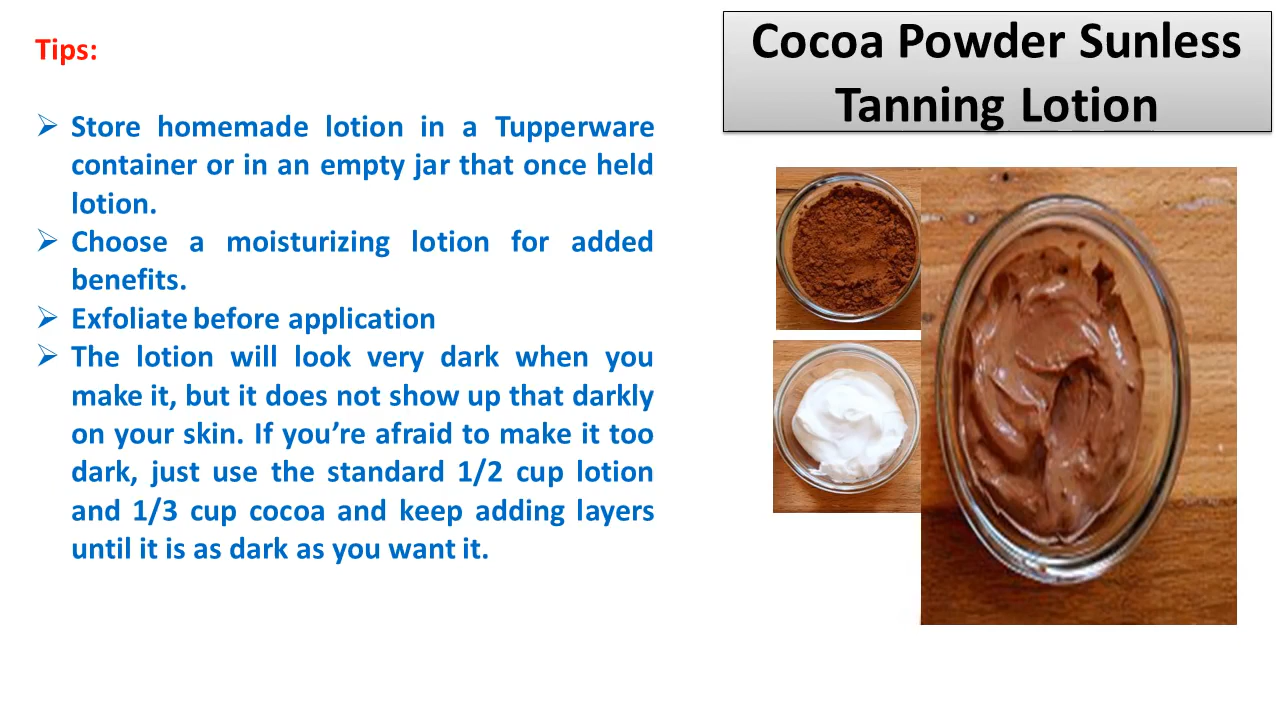 Cocoa Powder Sunless
Tanning Lotion
Tips:
Store homemade lotion in a Tupperware
container or in an empty jar that once held
lotion.
Choose a moisturizing lotion for added
benefits.
Exfoliate before application
The lotion will look very dark when you
make it, but it does not show up that darkly
on your skin. If you’re afraid to make it too
dark, just use the standard 1/2 cup lotion
and 1/3 cup cocoa and keep adding layers
until it is as dark as you want it.